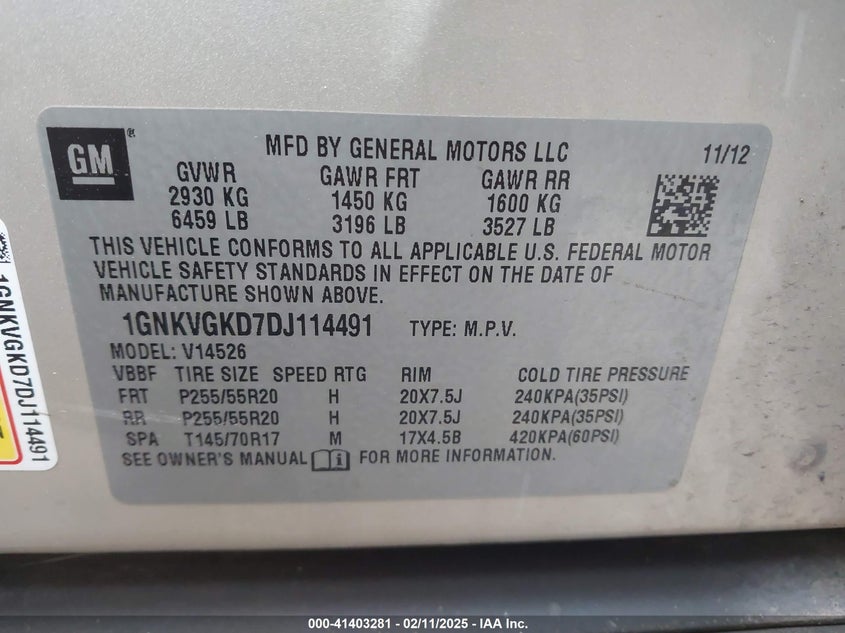 GM®
MFD BY GENERAL MOTORS LLC 11/12
GVWR GAWR FRT GAWR RR
2930 KG 1450 KG 1600 KG
6459 LB 3196 LB 3527 LB
THIS VEHICLE CONFORMS TO ALL APPLICABLE U.S. FEDERAL MOTOR
VEHICLE SAFETY STANDARDS IN EFFECT ON THE DATE OF
MANUFACTURE SHOWN ABOVE.
1GNKVGKD7DJ114491 TYPE: M.P.V.
MODEL: V14526
VBBF TIRE SIZE SPEED RTG RIM COLD TIRE PRESSURE
FRT P255/55R20 H 20X7.5J 240KPA(35PSI)
RR P255/55R20 H 20X7.5J 240KPA(35PSI)
SPA T145/70R17 M 17X4.5B 420KPA(60PSI)
SEE OWNER'S MANUAL i FOR MORE INFORMATION.
1GNKVGKD7DJ114491
000-41403281 - 02/11/2025 - IAA Inc.